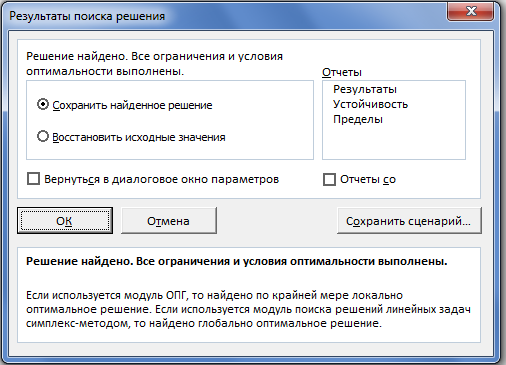 Результаты поиска решения
Решение найдено. Все ограничения и условия
оптимальности выполнены.
Отчеты
Результаты
Устойчивость
Пределы
Сохранить найденное решение
Восстановить исходные значения
Вернуться в диалоговое окно параметров
Отчеты со
ОК
Отмена
Сохранить сценарий...
Решение найдено. Все ограничения и условия оптимальности выполнены.
Если используется модуль ОПГ, то найдено по крайней мере локально
оптимальное решение. Если используется модуль поиска решений линейных задач
симплекс-методом, то найдено глобально оптимальное решение.